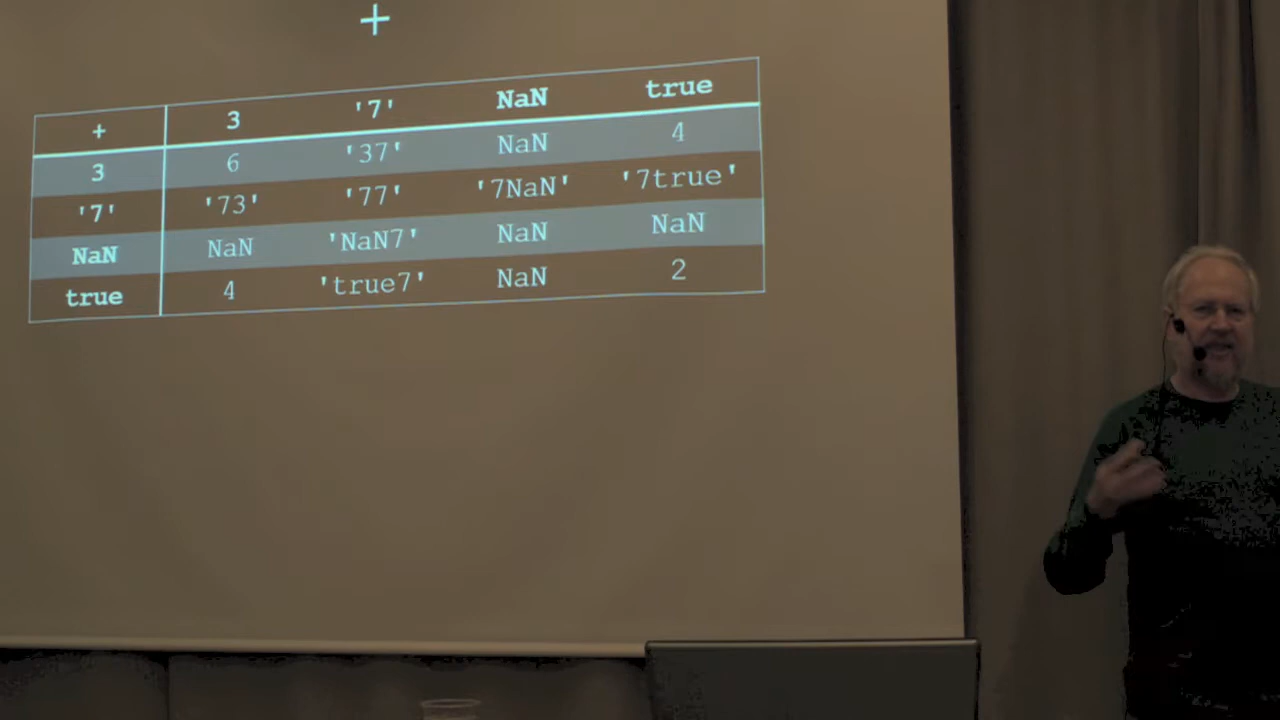 +
+ 3 '7' NaN true
3 6 '37' NaN 4
'7' '73' '77' '7NaN' '7true'
NaN NaN 'NaN7' NaN NaN
true 4 'true7' NaN 2